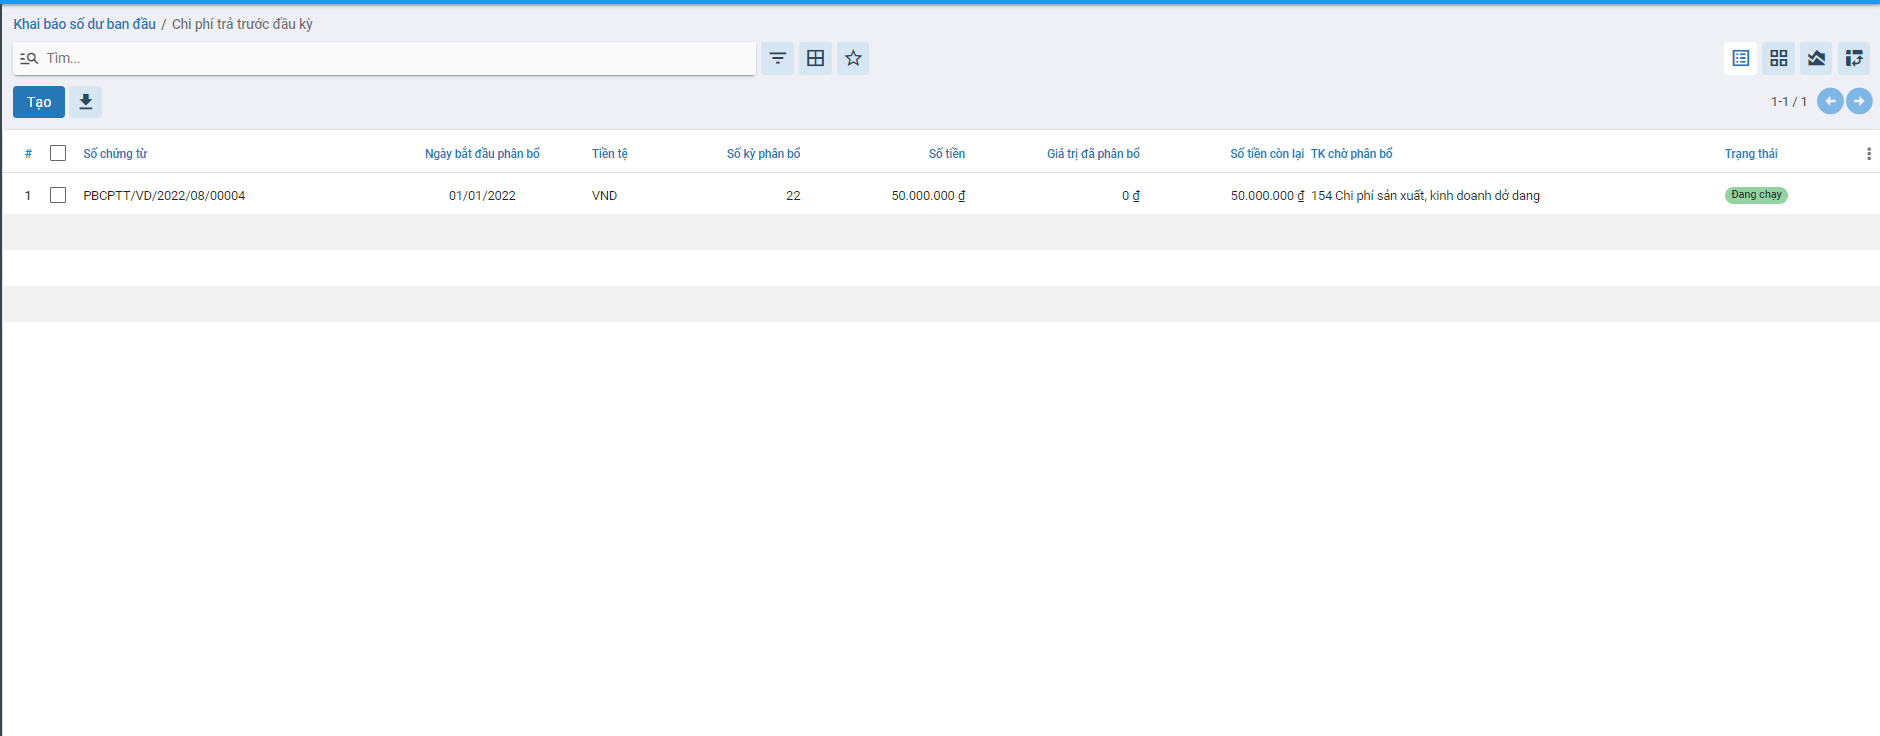 Khai báo số dư ban đầu / Chi phí trả trước đầu kỳ
Tìm...
Tạo
1-1 / 1
# Số chứng từ Ngày bắt đầu phân bổ Tiền tệ Số kỳ phân bổ Số tiền Giá trị đã phân bổ Số tiền còn lại TK chờ phân bổ Trạng thái
1 PBCPTT/VD/2022/08/00004 01/01/2022 VND 22 50.000.000 ₫ 0 ₫ 50.000.000 ₫ 154 Chi phí sản xuất, kinh doanh dở dang Đang chạy